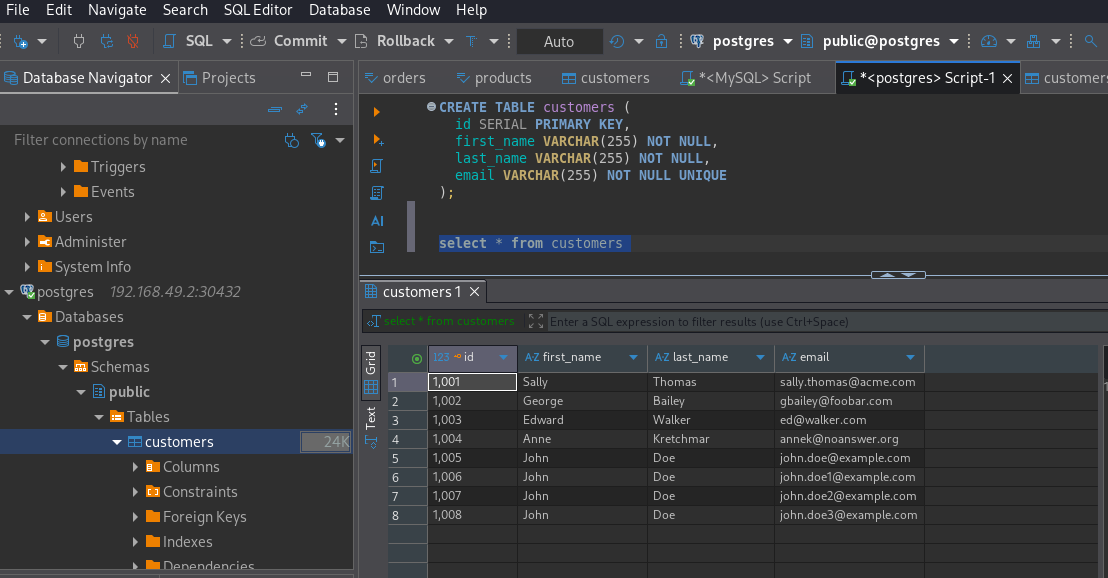 File Edit Navigate Search SQL Editor Database Window Help
SQL Commit Rollback T Auto postgres public@postgres
Database Navigator Projects
orders products customers *<MySQL> Script *<postgres> Script-1 customers
Filter connections by name
Triggers
Events
Users
Administer
System Info
postgres 192.168.49.2:30432
Databases
postgres
Schemas
public
Tables
customers 24K
Columns
Constraints
Foreign Keys
Indexes
Dependencies
CREATE TABLE customers (
id SERIAL PRIMARY KEY,
first_name VARCHAR(255) NOT NULL,
last_name VARCHAR(255) NOT NULL,
email VARCHAR(255) NOT NULL UNIQUE
);
AI
select * from customers
customers 1
select * from customers Enter a SQL expression to filter results (use Ctrl+Space)
Grid
Text
123 id A-Z first_name A-Z last_name A-Z email
1 1,001 Sally Thomas sally.thomas@acme.com
2 1,002 George Bailey gbailey@foobar.com
3 1,003 Edward Walker ed@walker.com
4 1,004 Anne Kretchmar annek@noanswer.org
5 1,005 John Doe john.doe@example.com
6 1,006 John Doe john.doe1@example.com
7 1,007 John Doe john.doe2@example.com
8 1,008 John Doe john.doe3@example.com